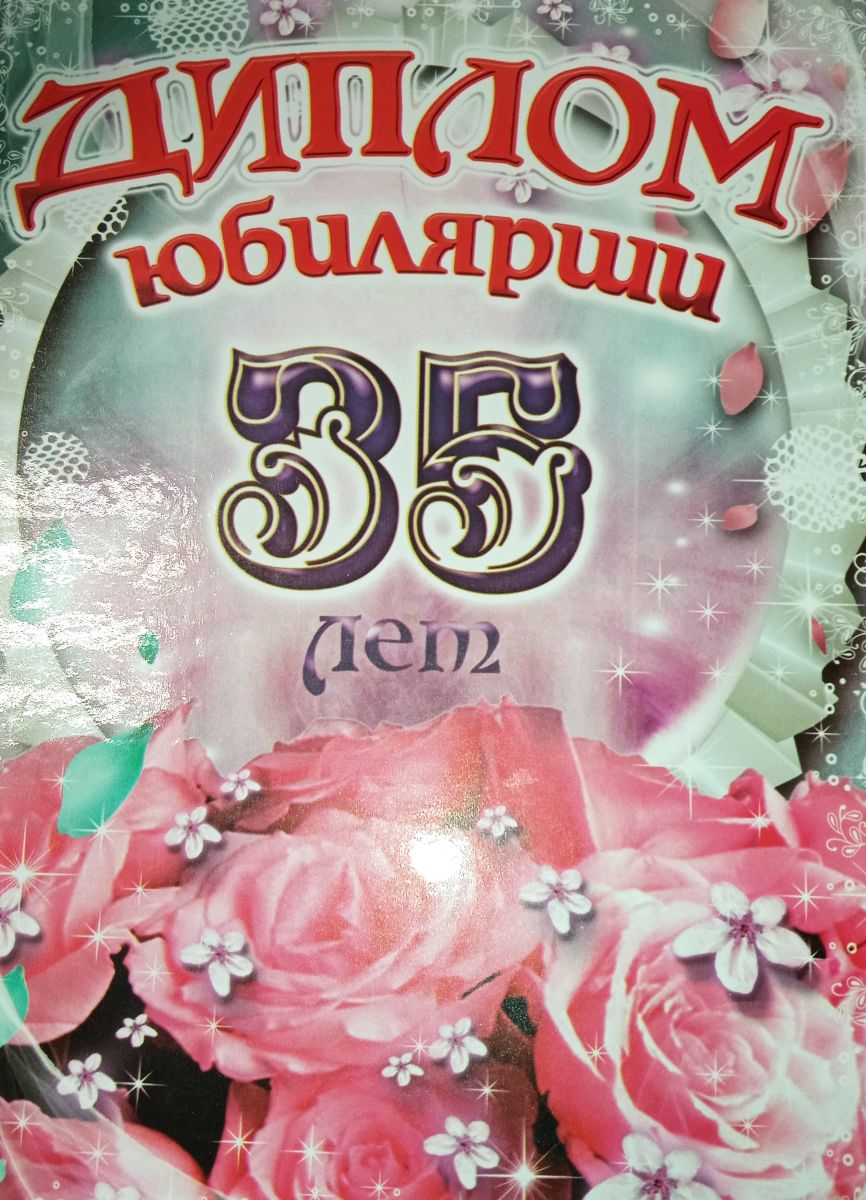 ДИПЛОМ
юбилярши
35
лет